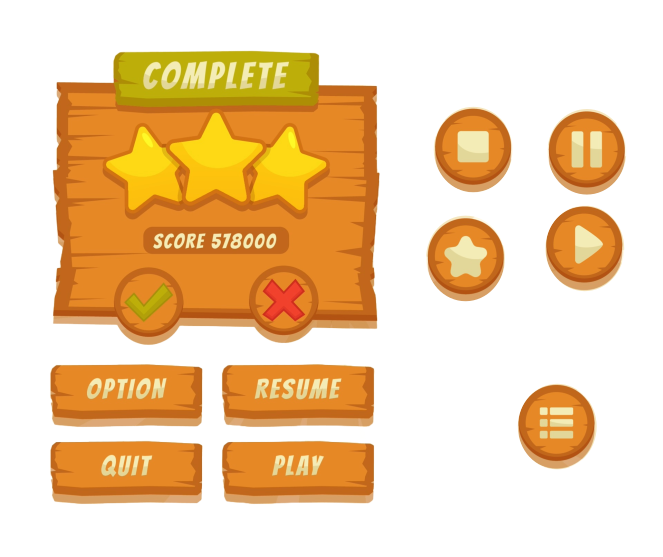 COMPLETE
SCORE 578000
OPTION
RESUME
QUIT
PLAY